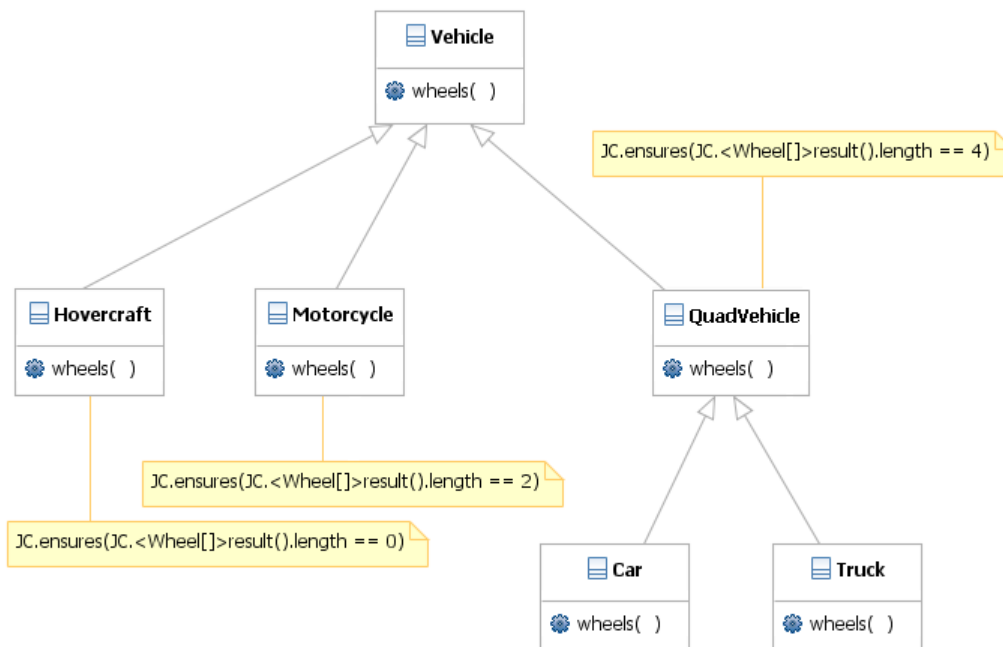 Vehicle
wheels(  )
JC.ensures(JC.<Wheel[]>result().length == 4)
Hovercraft
wheels(  )
Motorcycle
wheels(  )
QuadVehicle
wheels(  )
JC.ensures(JC.<Wheel[]>result().length == 2)
JC.ensures(JC.<Wheel[]>result().length == 0)
Car
wheels(  )
Truck
wheels(  )